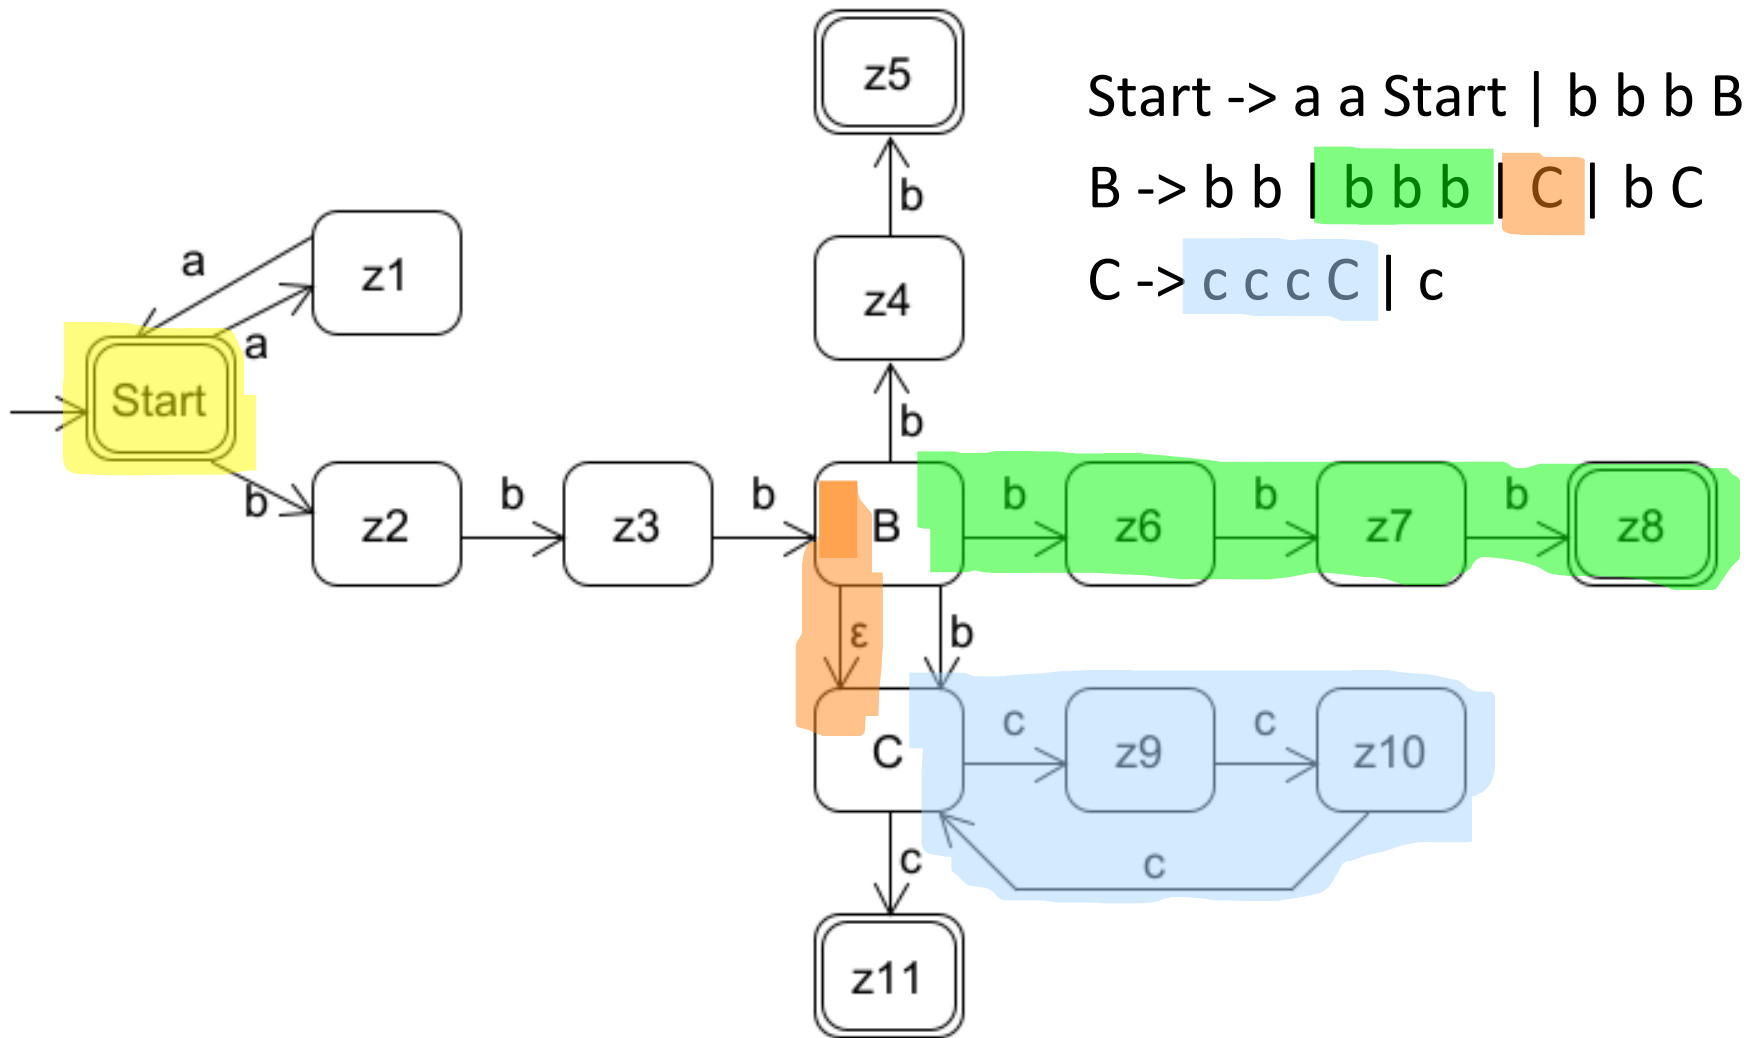 z5
Start -> a a Start | b b b B
b
B -> b b | b b b | C | b C
a
z1
z4
C -> c c c C | c
a
Start
b
b
z2
b
z3
b
B
b
z6
b
z7
b
z8
ε
b
C
c
z9
c
z10
c
c
z11